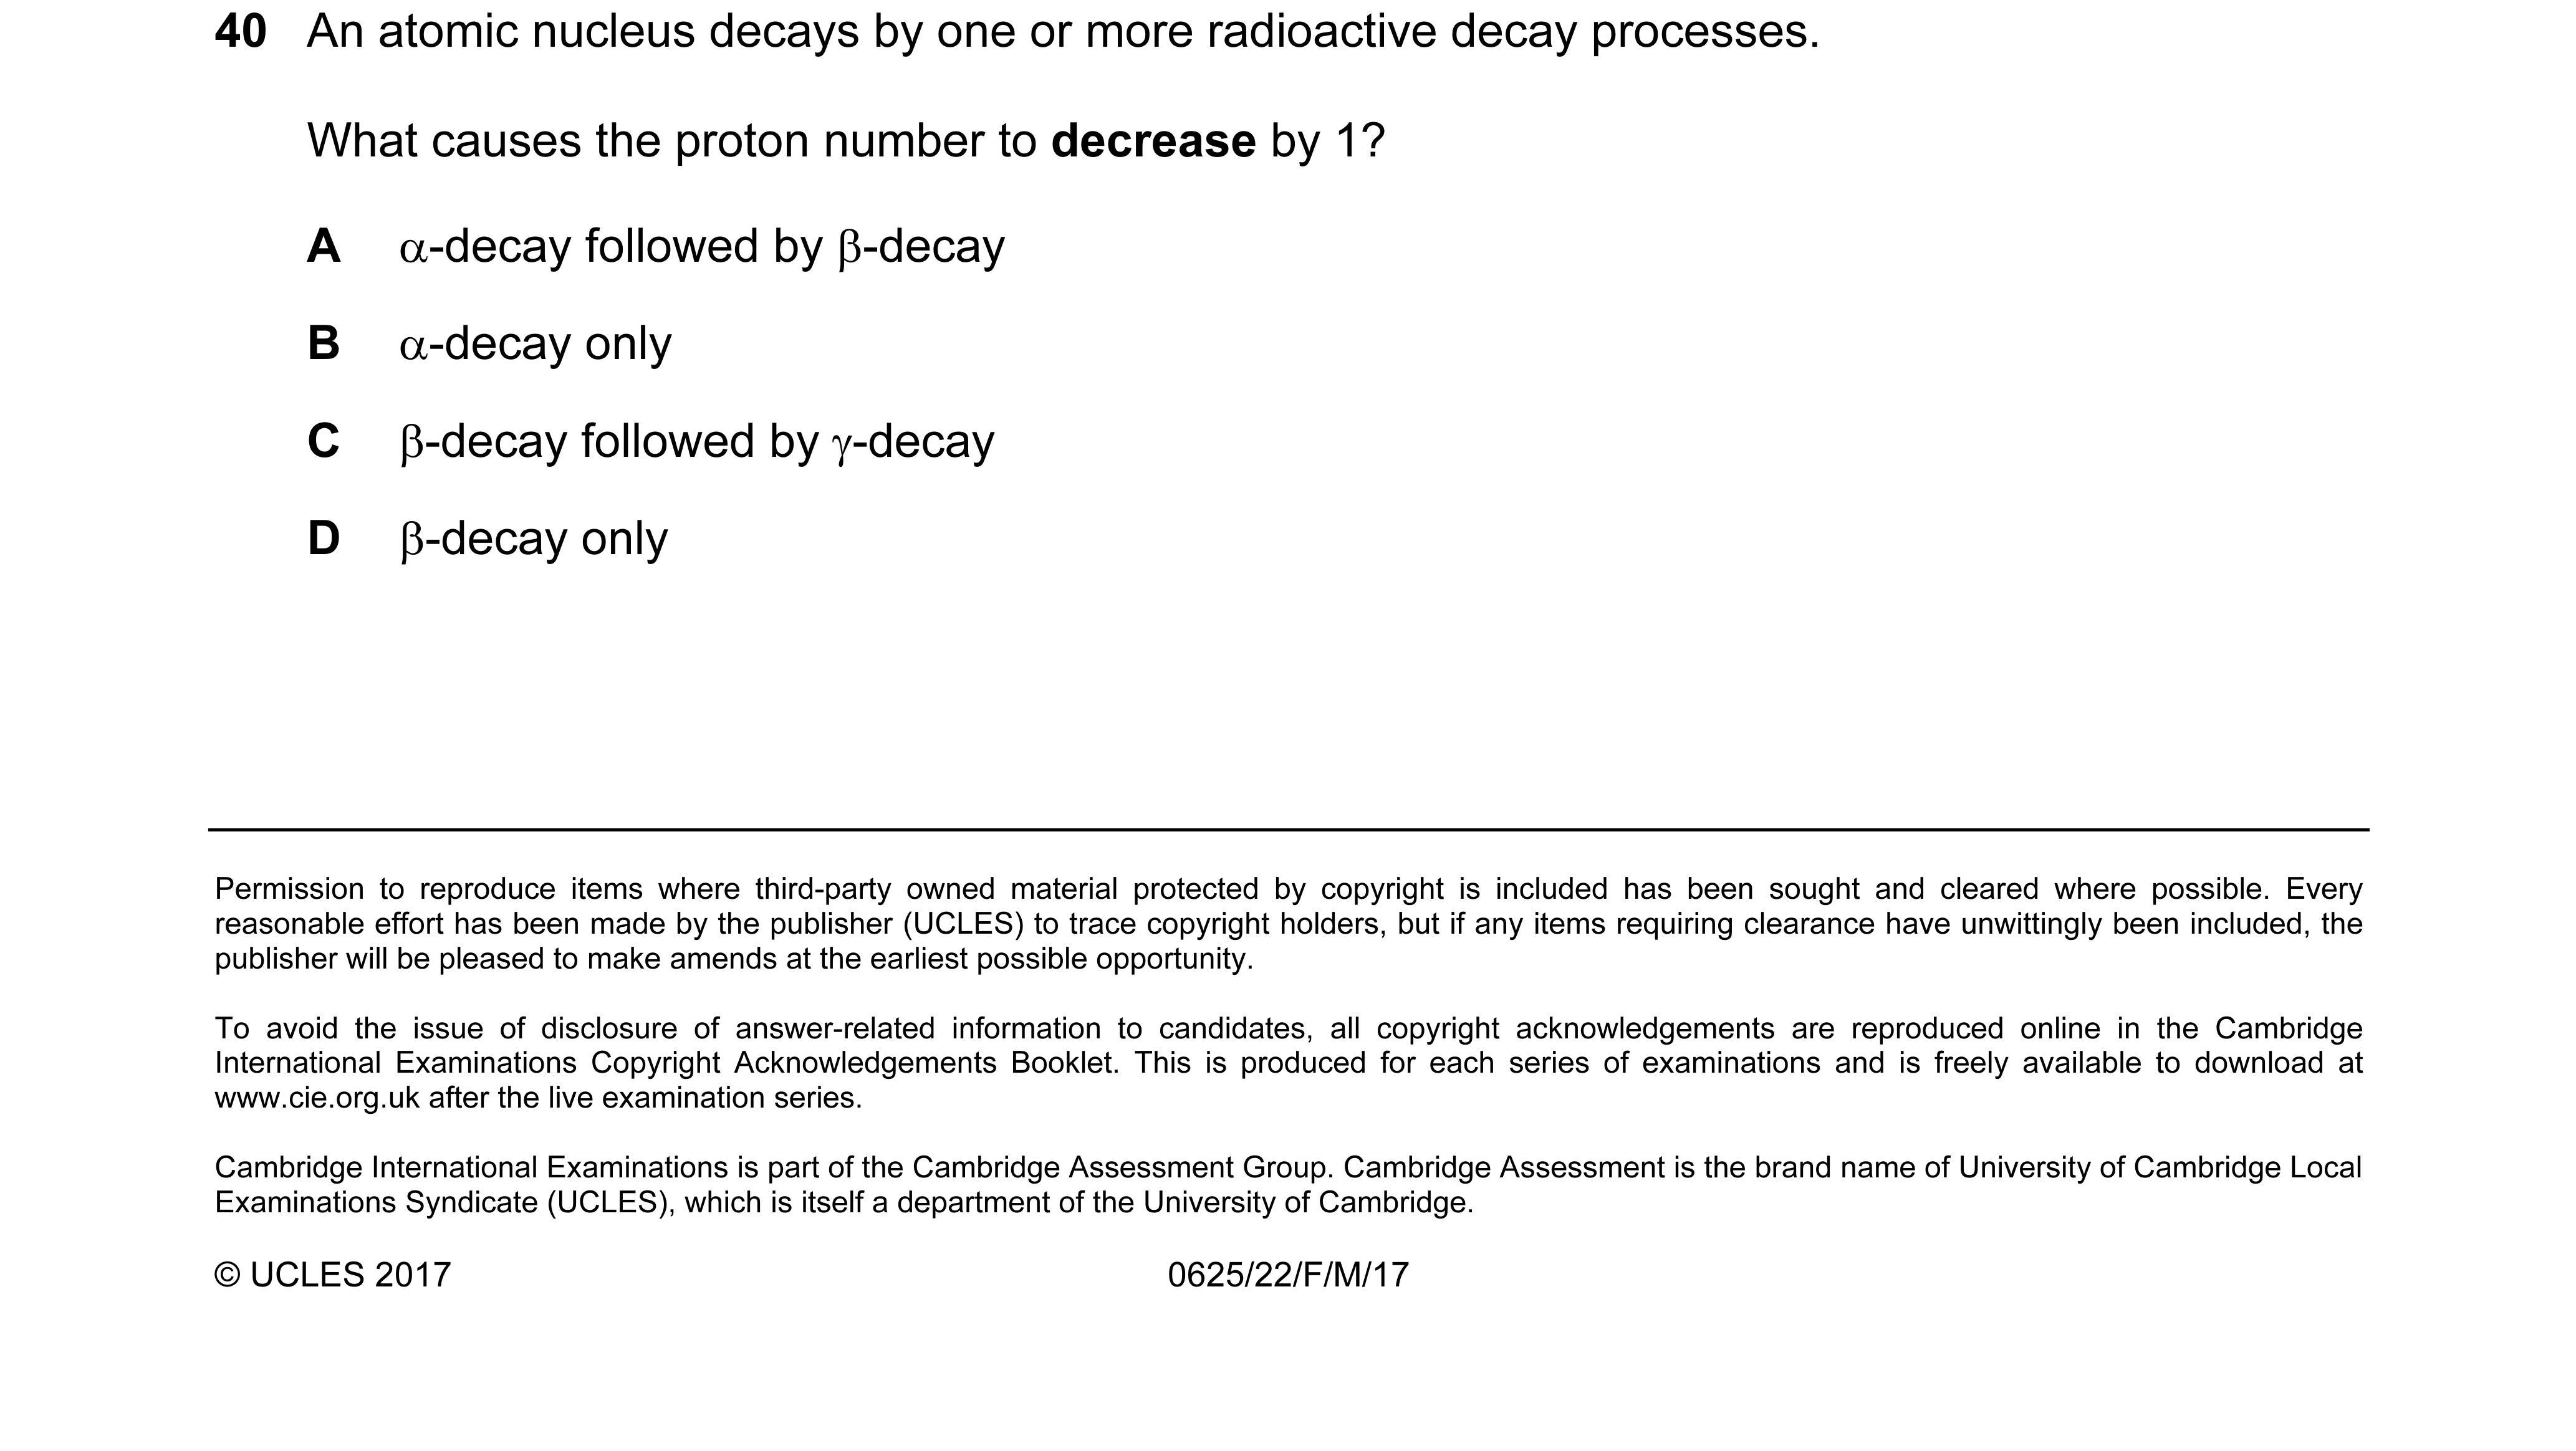 40 An atomic nucleus decays by one or more radioactive decay processes.
What causes the proton number to decrease by 1?
A α-decay followed by β-decay
B α-decay only
C β-decay followed by γ-decay
D β-decay only
Permission to reproduce items where third-party owned material protected by copyright is included has been sought and cleared where possible. Every
reasonable effort has been made by the publisher (UCLES) to trace copyright holders, but if any items requiring clearance have unwittingly been included, the
publisher will be pleased to make amends at the earliest possible opportunity.
To avoid the issue of disclosure of answer-related information to candidates, all copyright acknowledgements are reproduced online in the Cambridge
International Examinations Copyright Acknowledgements Booklet. This is produced for each series of examinations and is freely available to download at
www.cie.org.uk after the live examination series.
Cambridge International Examinations is part of the Cambridge Assessment Group. Cambridge Assessment is the brand name of University of Cambridge Local
Examinations Syndicate (UCLES), which is itself a department of the University of Cambridge.
© UCLES 2017 0625/22/F/M/17